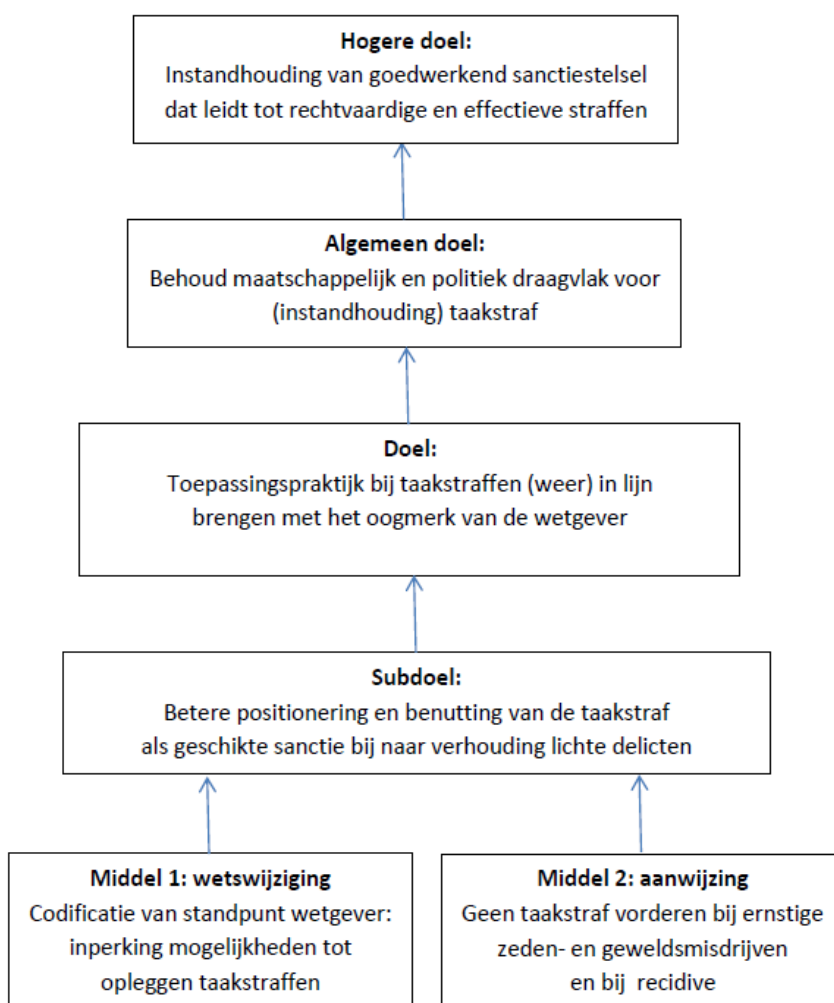 Hogere doel:
Instandhouding van goedwerkend sanctiestelsel
dat leidt tot rechtvaardige en effectieve straffen
Algemeen doel:
Behoud maatschappelijk en politiek draagvlak voor
(instandhouding) taakstraf
Doel:
Toepassingspraktijk bij taakstraffen (weer) in lijn
brengen met het oogmerk van de wetgever
Subdoel:
Betere positionering en benutting van de taakstraf
als geschikte sanctie bij naar verhouding lichte delicten
Middel 1: wetswijziging
Codificatie van standpunt wetgever:
inperking mogelijkheden tot
opleggen taakstraffen
Middel 2: aanwijzing
Geen taakstraf vorderen bij ernstige
zeden- en geweldsmisdrijven
en bij recidive